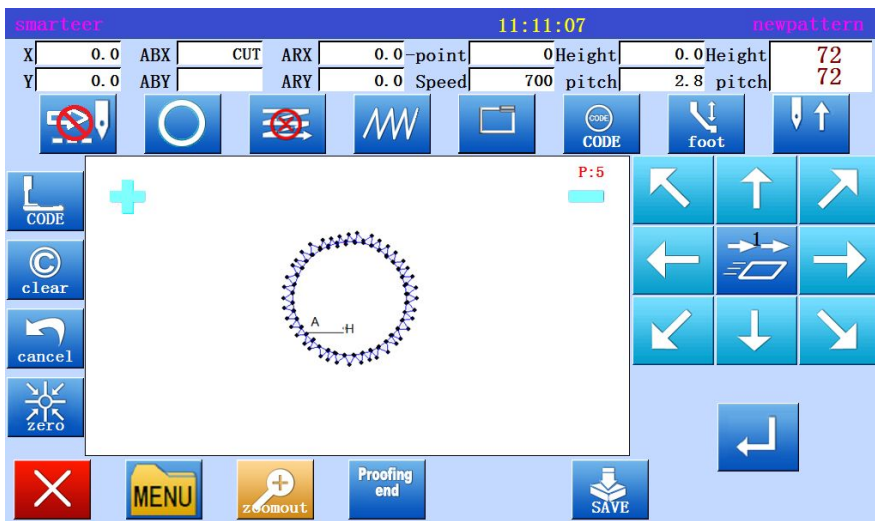 smarteer 11:11:07 newpattern
X 0.0 ABX CUT ARX 0.0 -point 0 Height 0.0 Height 72
Y 0.0 ABY ARY 0.0 Speed 700 pitch 2.8 pitch 72
CODE
CODE
foot
P:5
CODE
1
clear
A H
cancel
zero
MENU
zoomout
Proofing
end
SAVE